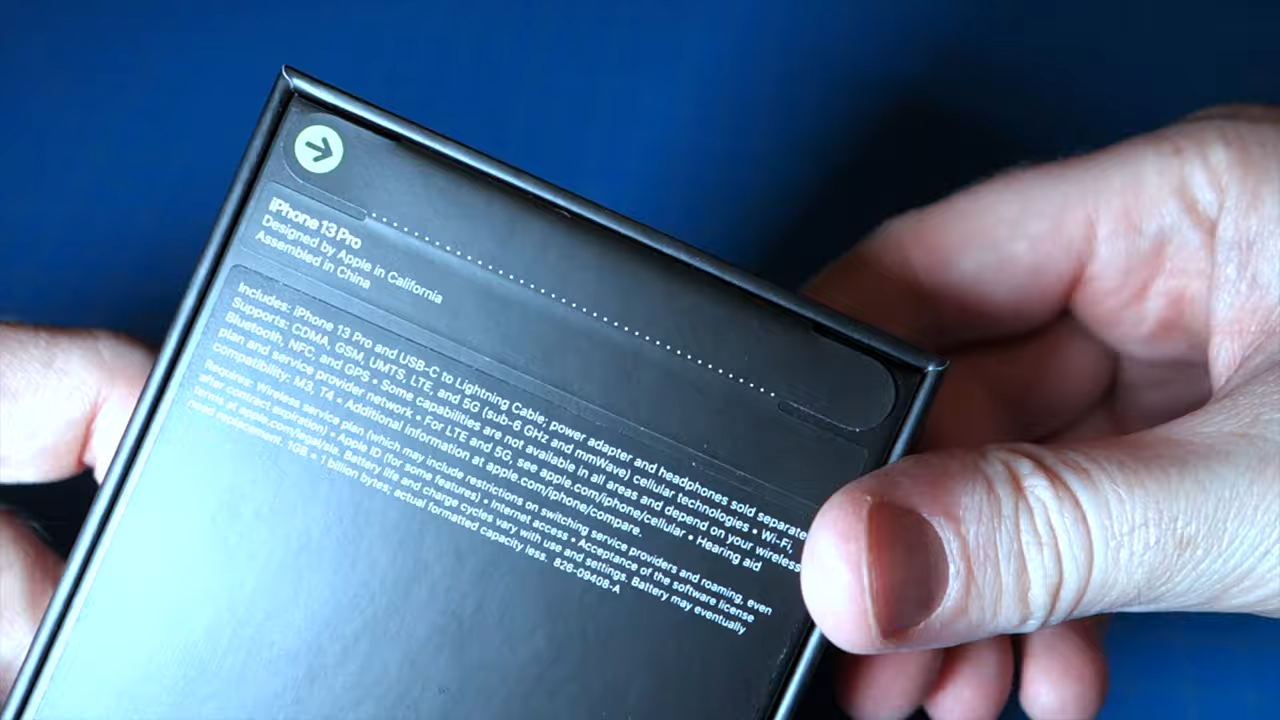 iPhone 13 Pro
Designed by Apple in California
Assembled in China
Includes: iPhone 13 Pro and USB-C to Lightning Cable; power adapter and headphones sold separate
Supports: CDMA, GSM, UMTS, LTE, and 5G (sub-6 GHz and mmWave) cellular technologies • Wi-Fi,
Bluetooth, NFC, and GPS • Some capabilities are not available in all areas and depend on your wireless
plan and service provider network • For LTE and 5G, see apple.com/iphone/cellular • Hearing aid
compatibility: M3, T4 • Additional information at apple.com/iphone/compare.
Requires: Wireless service plan (which may include restrictions on switching service providers and roaming, even
after contract expiration) • Apple ID (for some features) • Internet access • Acceptance of the software license
terms at apple.com/legal/sla. Battery life and charge cycles vary with use and settings. Battery may eventually
need replacement. 1GB = 1 billion bytes; actual formatted capacity less. 826-09408-A